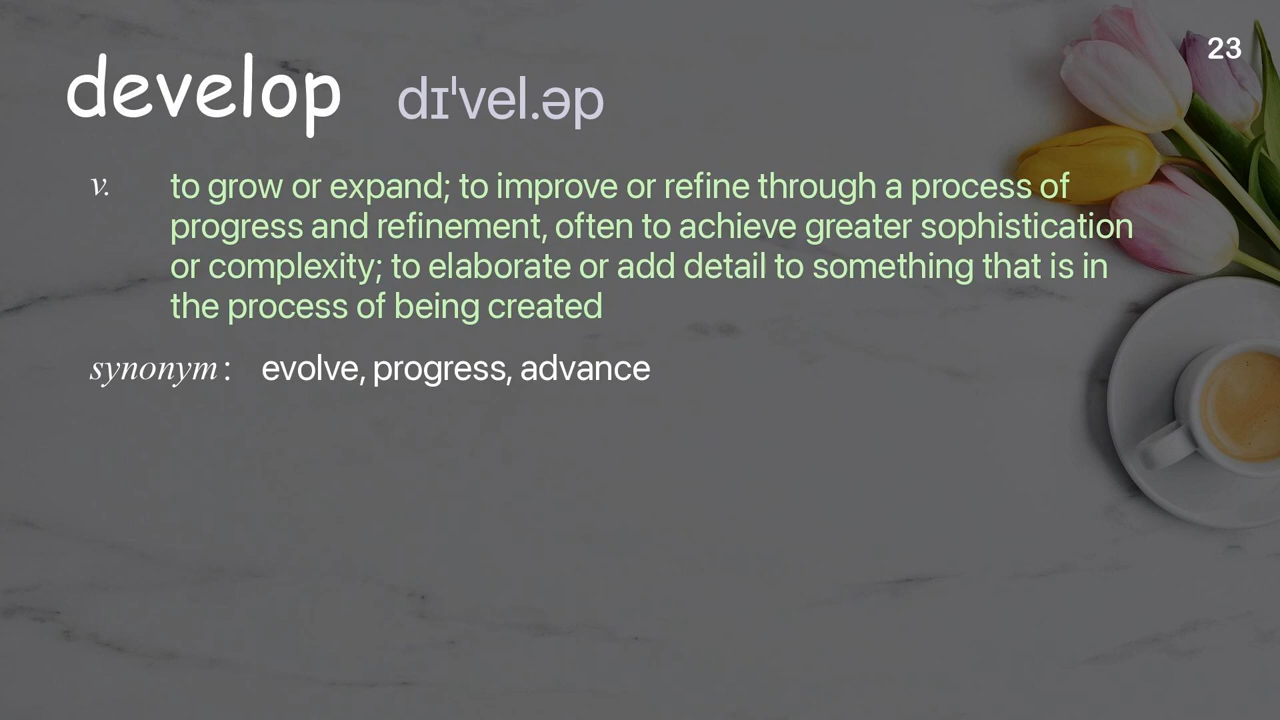 23
develop dɪˈvel.əp
v. to grow or expand; to improve or refine through a process of
progress and refinement, often to achieve greater sophistication
or complexity; to elaborate or add detail to something that is in
the process of being created
synonym: evolve, progress, advance